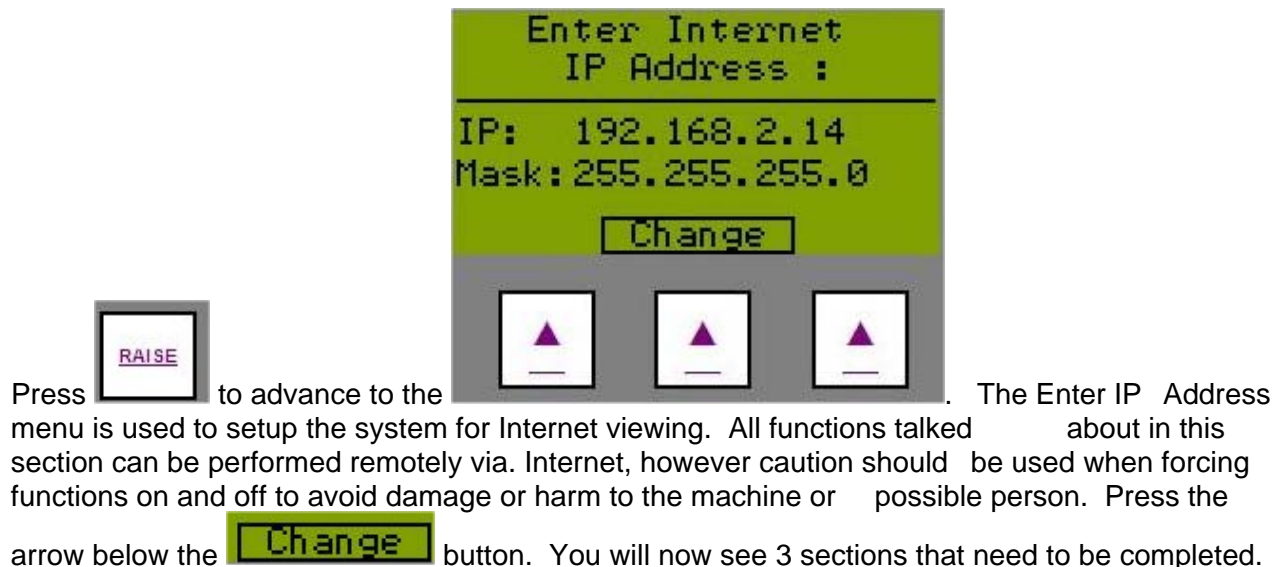 Enter Internet
IP Address :
IP: 192.168.2.14
Mask:255.255.255.0
Change
RAISE
Press to advance to the . The Enter IP Address
menu is used to setup the system for Internet viewing. All functions talked about in this
section can be performed remotely via. Internet, however caution should be used when forcing
functions on and off to avoid damage or harm to the machine or possible person. Press the
arrow below the Change button. You will now see 3 sections that need to be completed.